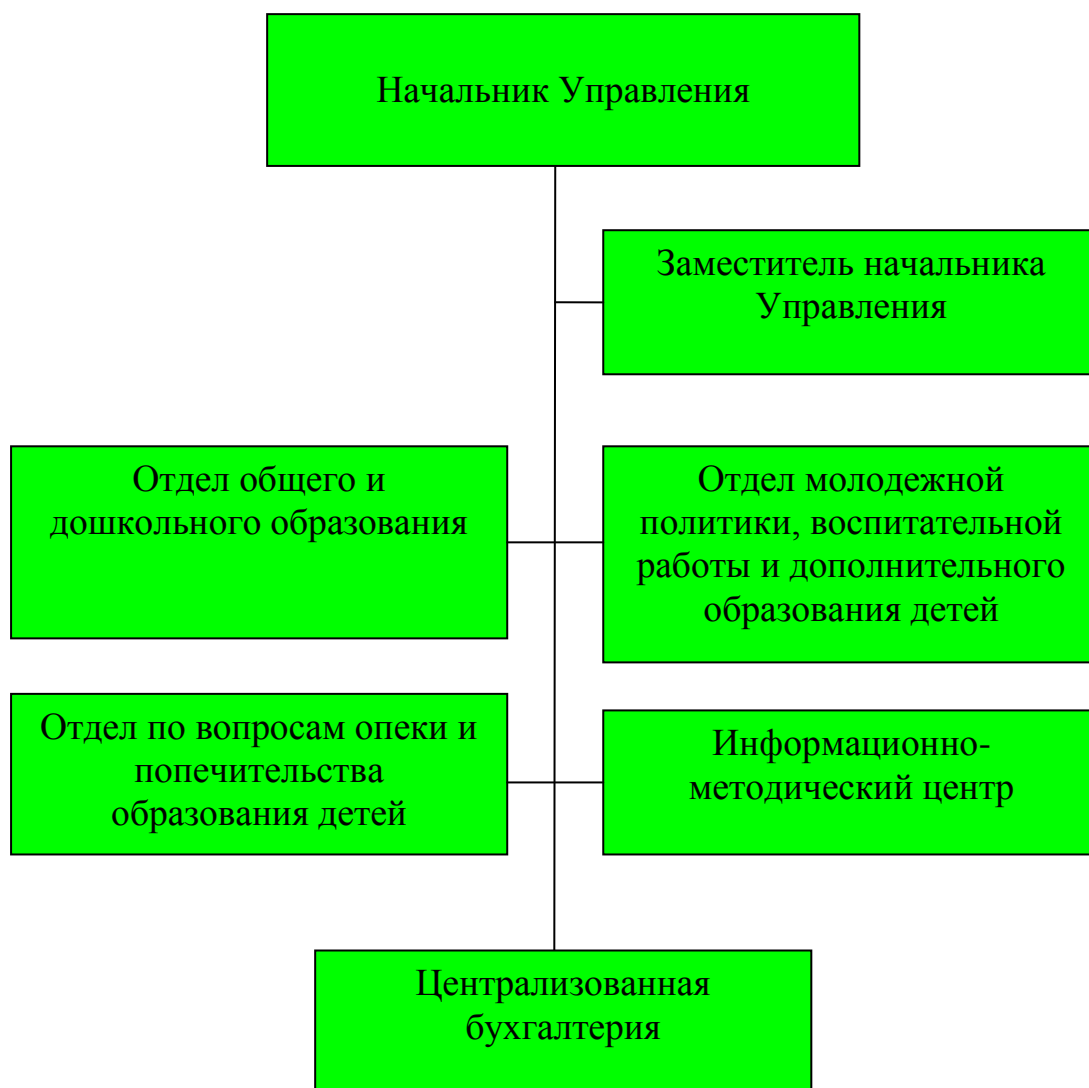 Начальник Управления
Заместитель начальника
Управления
Отдел общего и
дошкольного образования
Отдел молодежной
политики, воспитательной
работы и дополнительного
образования детей
Отдел по вопросам опеки и
попечительства
образования детей
Информационно-
методический центр
Централизованная
бухгалтерия